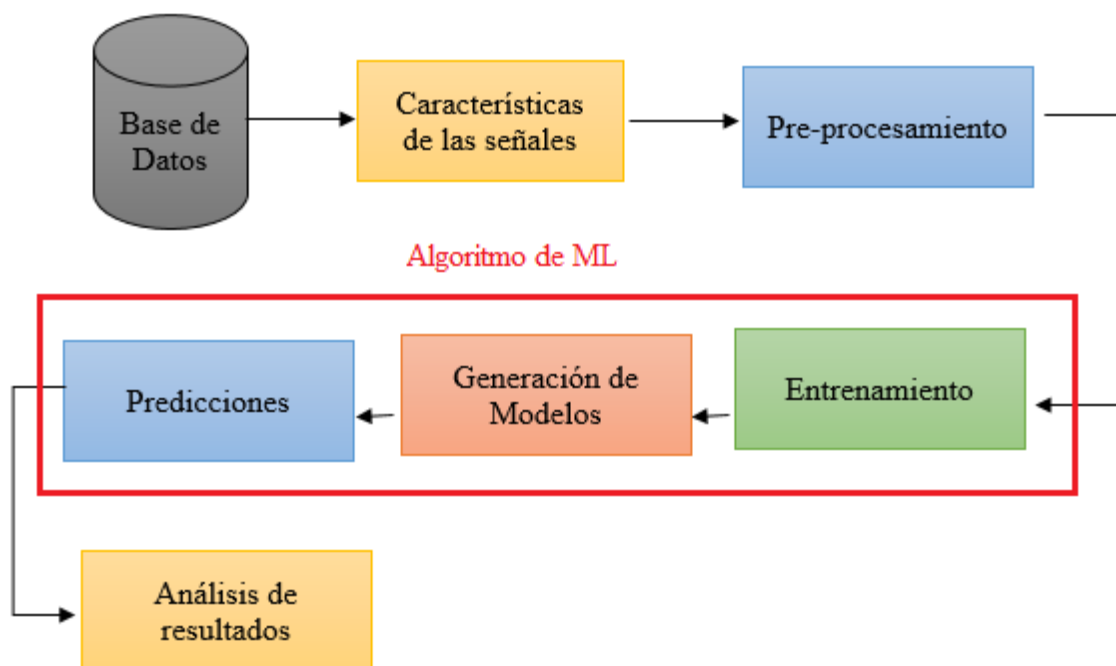 Base de
Datos
Característícas
de las señales
Pre-procesamiento
Algoritmo de ML
Entrenamiento
Generación de
Modelos
Predicciones
Análisis de
resultados